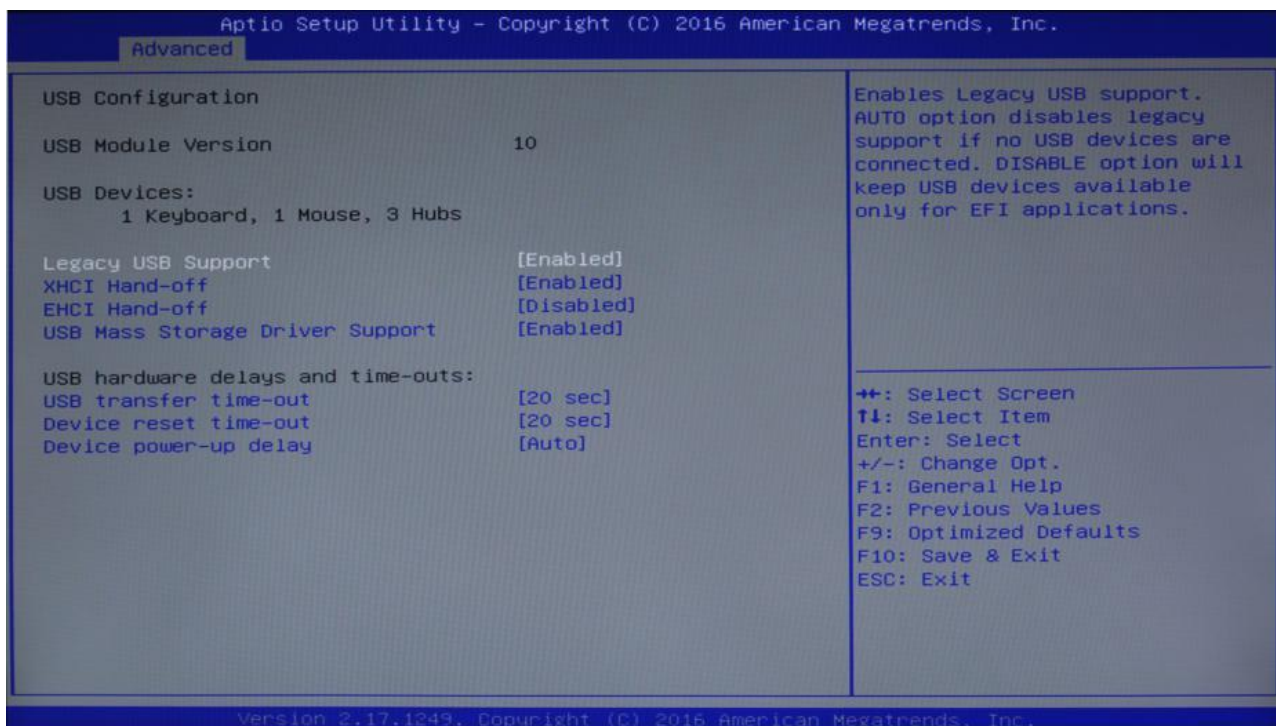 Aptio Setup Utility – Copyright (C) 2016 American Megatrends, Inc.
Advanced
USB Configuration
USB Module Version 10
USB Devices:
1 Keyboard, 1 Mouse, 3 Hubs
Legacy USB Support [Enabled]
XHCI Hand-off [Enabled]
EHCI Hand-off [Disabled]
USB Mass Storage Driver Support [Enabled]
USB hardware delays and time-outs:
USB transfer time-out [20 sec]
Device reset time-out [20 sec]
Device power-up delay [Auto]
Enables Legacy USB support.
AUTO option disables legacy
support if no USB devices are
connected. DISABLE option will
keep USB devices available
only for EFI applications.
→←: Select Screen
↑↓: Select Item
Enter: Select
+/-: Change Opt.
F1: General Help
F2: Previous Values
F9: Optimized Defaults
F10: Save & Exit
ESC: Exit
Version 2.17.1249. Copyright (C) 2016 American Megatrends, Inc.